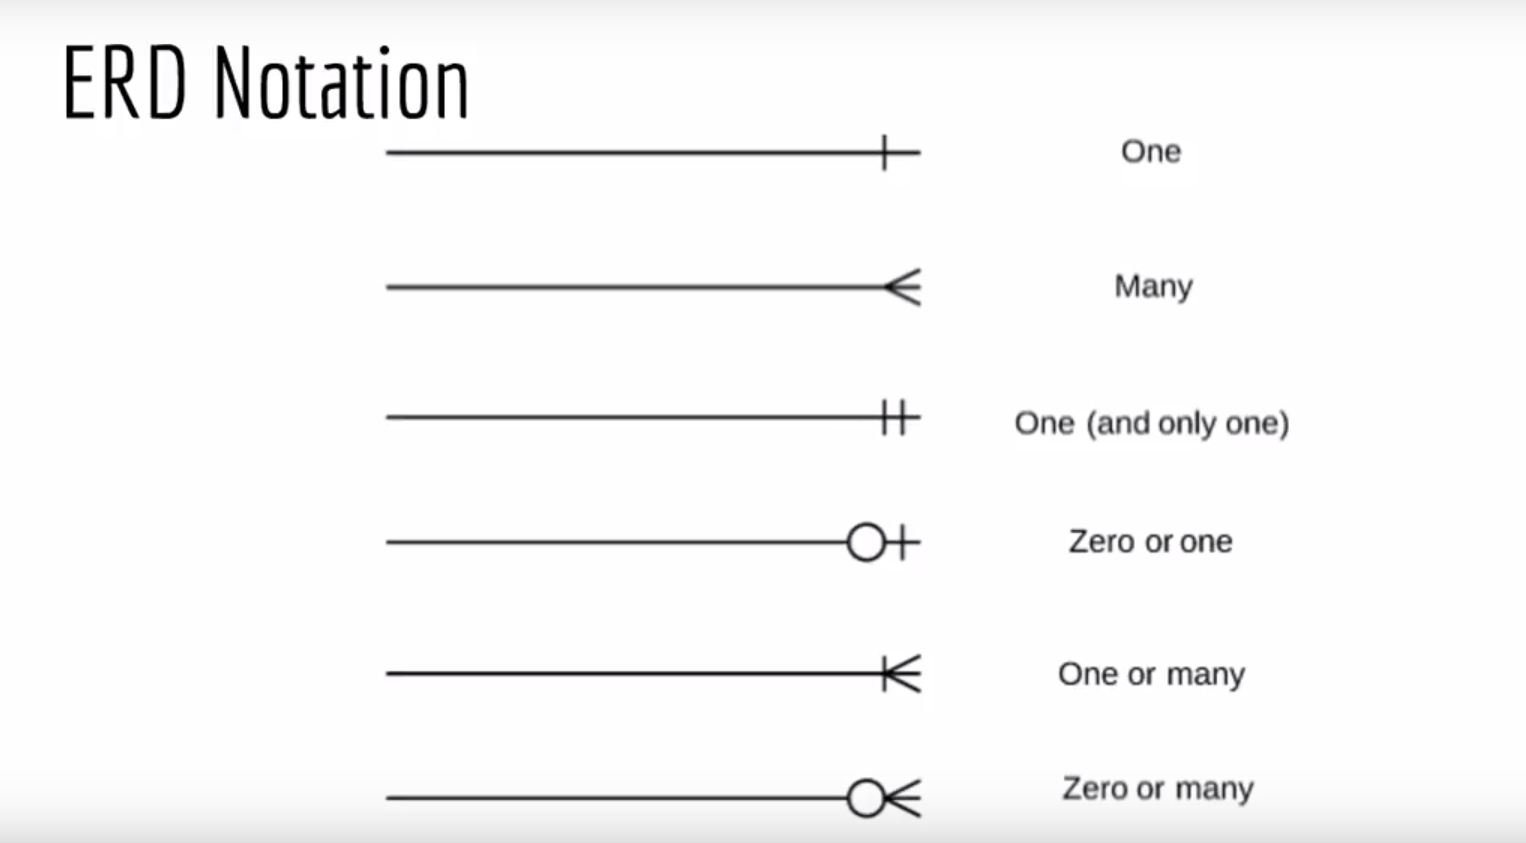 ERD Notation
One
Many
One (and only one)
Zero or one
One or many
Zero or many